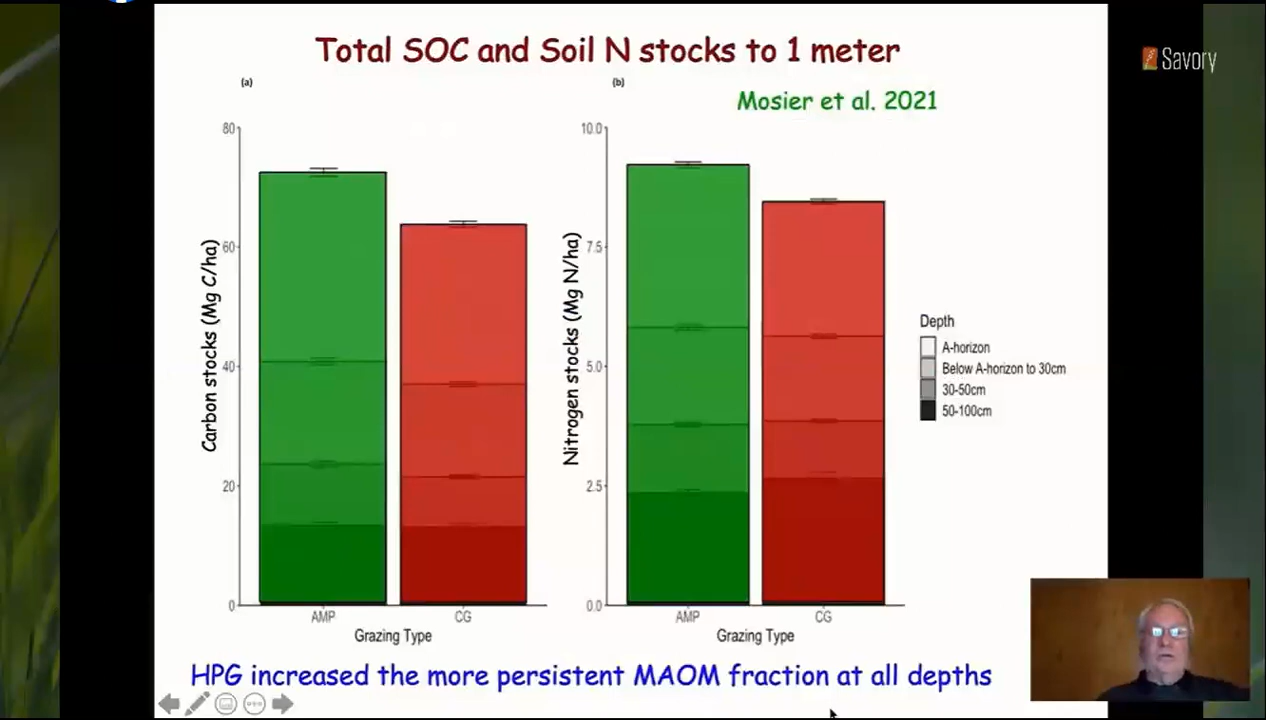 Total SOC and Soil N stocks to 1 meter
Savory
(a)
(b)
Mosier et al. 2021
80
60
40
20
0
Carbon stocks (Mg C/ha)
AMP
CG
Grazing Type
10.0
7.5
5.0
2.5
0.0
Nitrogen stocks (Mg N/ha)
AMP
CG
Grazing Type
Depth
A-horizon
Below A-horizon to 30cm
30-50cm
50-100cm
HPG increased the more persistent MAOM fraction at all depths